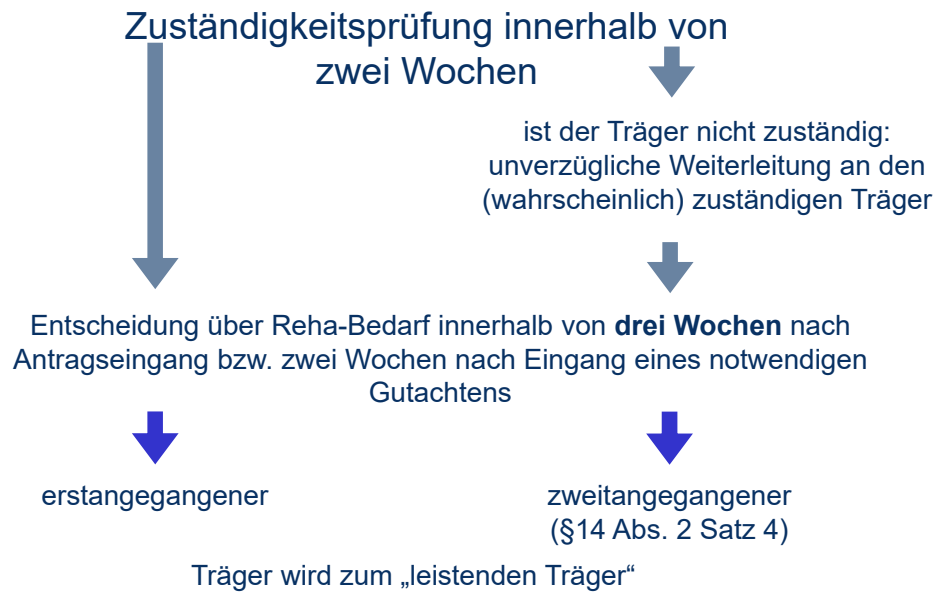 Zuständigkeitsprüfung innerhalb von
zwei Wochen
ist der Träger nicht zuständig:
unverzügliche Weiterleitung an den
(wahrscheinlich) zuständigen Träger
Entscheidung über Reha-Bedarf innerhalb von drei Wochen nach
Antragseingang bzw. zwei Wochen nach Eingang eines notwendigen
Gutachtens
erstangegangener
zweitangegangener
(§14 Abs. 2 Satz 4)
Träger wird zum „leistenden Träger“